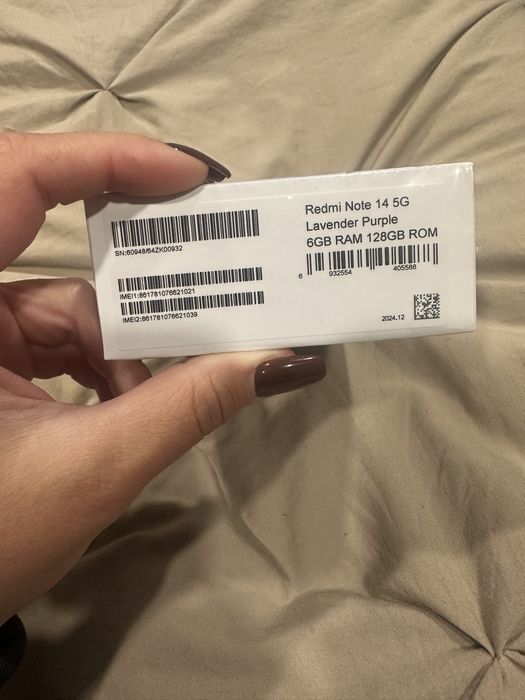 SN:60948/64ZK00932
IMEI1:861781076621021
IMEI2:861781076621039
Redmi Note 14 5G
Lavender Purple
6GB RAM 128GB ROM
6 932554 405588
2024.12